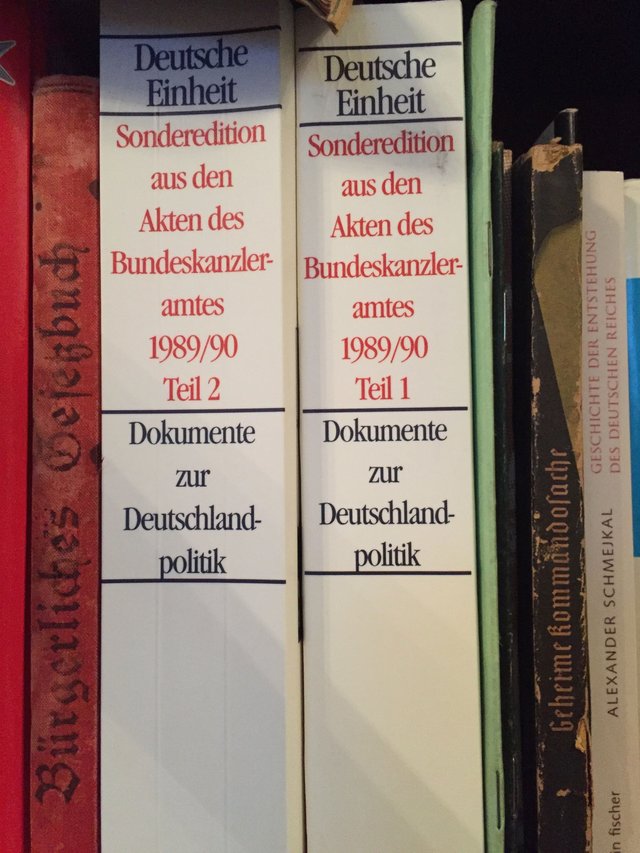 Bürgerliches Gesetzbuch
Deutsche
Einheit
Sonderedition
aus den
Akten des
Bundeskanzler-
amtes
1989/90
Teil 2
Dokumente
zur
Deutschland-
politik
Deutsche
Einheit
Sonderedition
aus den
Akten des
Bundeskanzler-
amtes
1989/90
Teil 1
Dokumente
zur
Deutschland-
politik
Geheime Kommandosache
ALEXANDER SCHMEJKAL
GESCHICHTE DER ENTSTEHUNG
DES DEUTSCHEN REICHES
in fischer